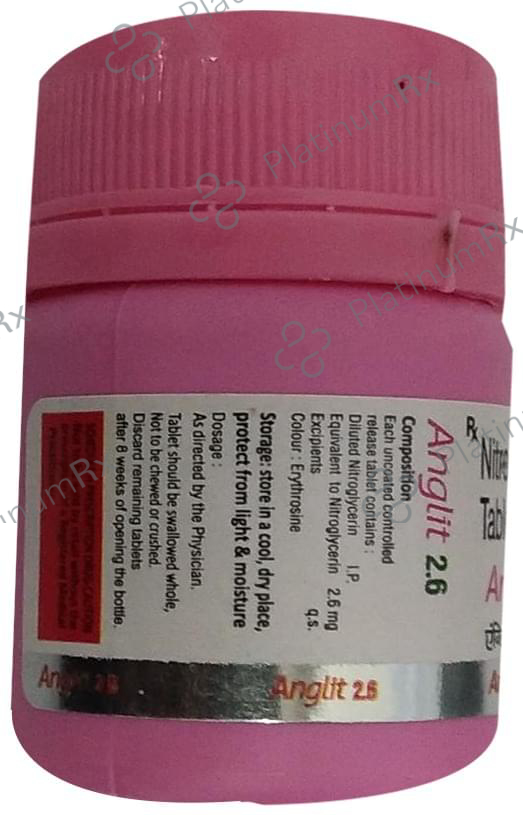 Anglit 2.6
Composition
Each uncoated controlled
release tablet contains :
Diluted Nitroglycerin I.P.
Equivalent to Nitroglycerin 2.6 mg
Excipients q.s.
Colour : Erythrosine
Storage: store in a cool, dry place,
protect from light & moisture
Dosage :
As directed by the Physician.
Tablet should be swallowed whole,
Not to be chewed or crushed.
Discard remaining tablets
after 8 weeks of opening the bottle.
Rx
Anglit 2.6
Anglit 2.6
PlatinumRx
PlatinumRx
PlatinumRx